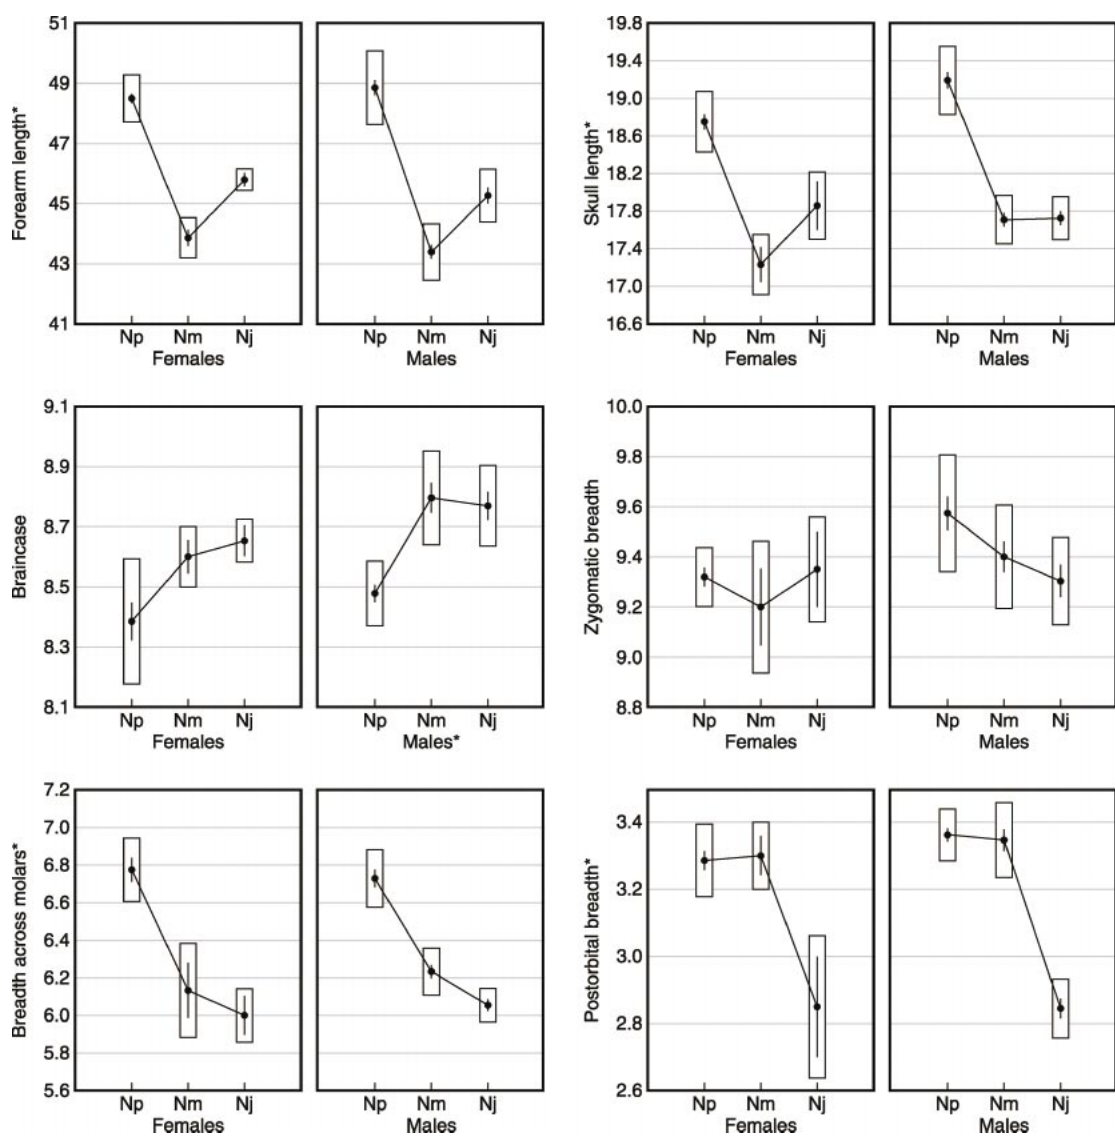 Forearm length*
51
49
47
45
43
41
Np Nm Nj
Females
Np Nm Nj
Males
Skull length*
19.8
19.4
19.0
18.6
18.2
17.8
17.4
17.0
16.6
Np Nm Nj
Females
Np Nm Nj
Males
Braincase
9.1
8.9
8.7
8.5
8.3
8.1
Np Nm Nj
Females
Np Nm Nj
Males*
Zygomatic breadth
10.0
9.8
9.6
9.4
9.2
9.0
8.8
Np Nm Nj
Females
Np Nm Nj
Males
Breadth across molars*
7.2
7.0
6.8
6.6
6.4
6.2
6.0
5.8
5.6
Np Nm Nj
Females
Np Nm Nj
Males
Postorbital breadth*
3.4
3.2
3.0
2.8
2.6
Np Nm Nj
Females
Np Nm Nj
Males